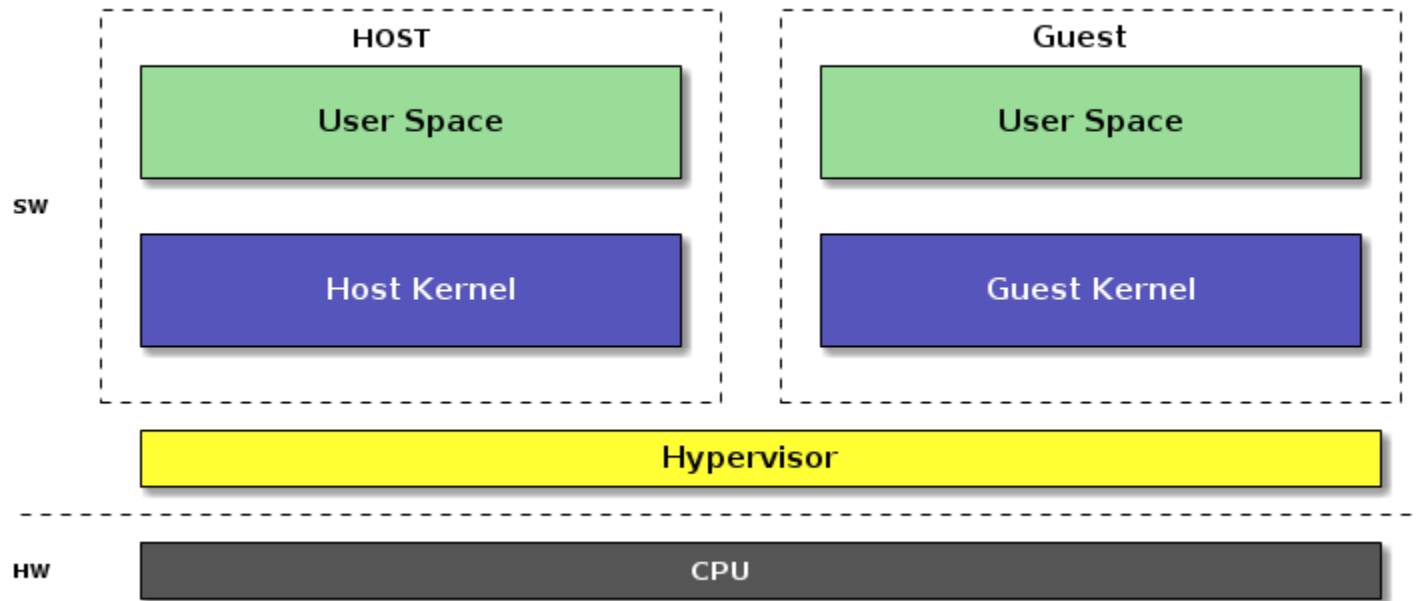 HOST
Guest
User Space
User Space
SW
Host Kernel
Guest Kernel
Hypervisor
HW
CPU